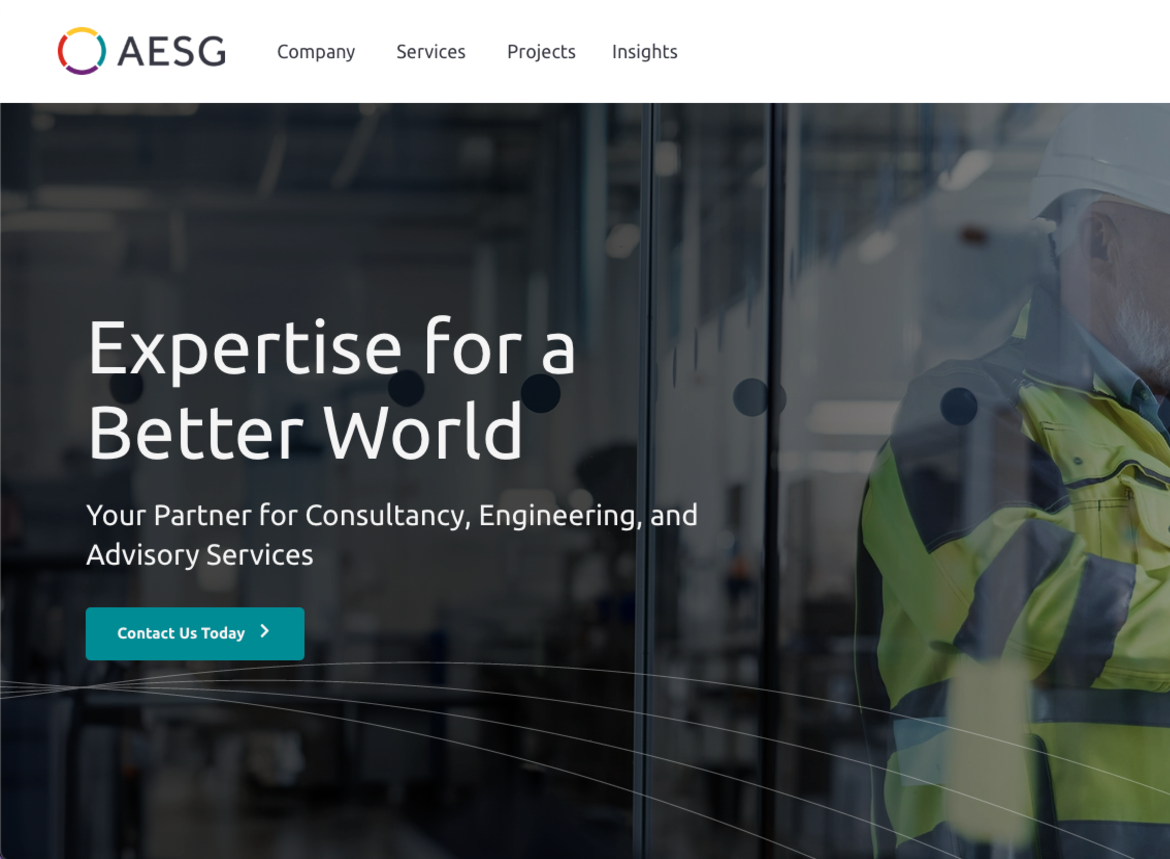 AESG
Company
Services
Projects
Insights
Expertise for a
Better World
Your Partner for Consultancy, Engineering, and
Advisory Services
Contact Us Today